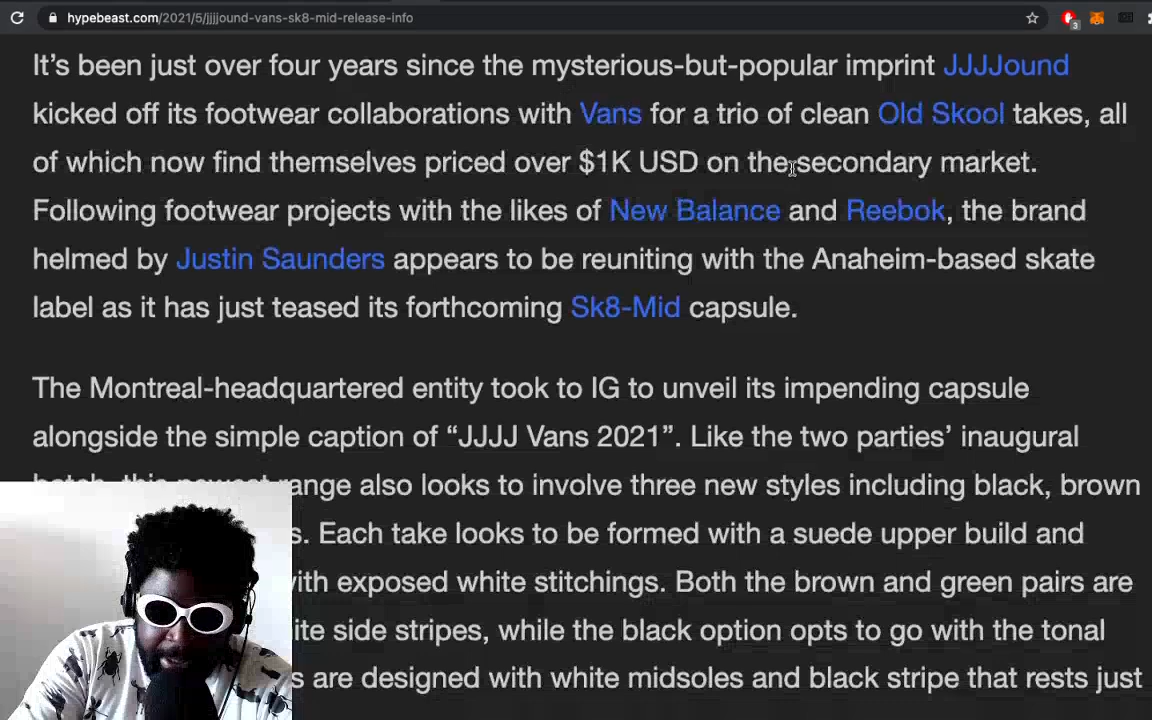 hypebeast.com/2021/5/jjjjound-vans-sk8-mid-release-info
3
It’s been just over four years since the mysterious-but-popular imprint JJJJound
kicked off its footwear collaborations with Vans for a trio of clean Old Skool takes, all
of which now find themselves priced over $1K USD on the secondary market.
Following footwear projects with the likes of New Balance and Reebok, the brand
helmed by Justin Saunders appears to be reuniting with the Anaheim-based skate
label as it has just teased its forthcoming Sk8-Mid capsule.
The Montreal-headquartered entity took to IG to unveil its impending capsule
alongside the simple caption of “JJJJ Vans 2021”. Like the two parties’ inaugural
batch, this newest range also looks to involve three new styles including black, brown
s. Each take looks to be formed with a suede upper build and
with exposed white stitchings. Both the brown and green pairs are
ite side stripes, while the black option opts to go with the tonal
s are designed with white midsoles and black stripe that rests just